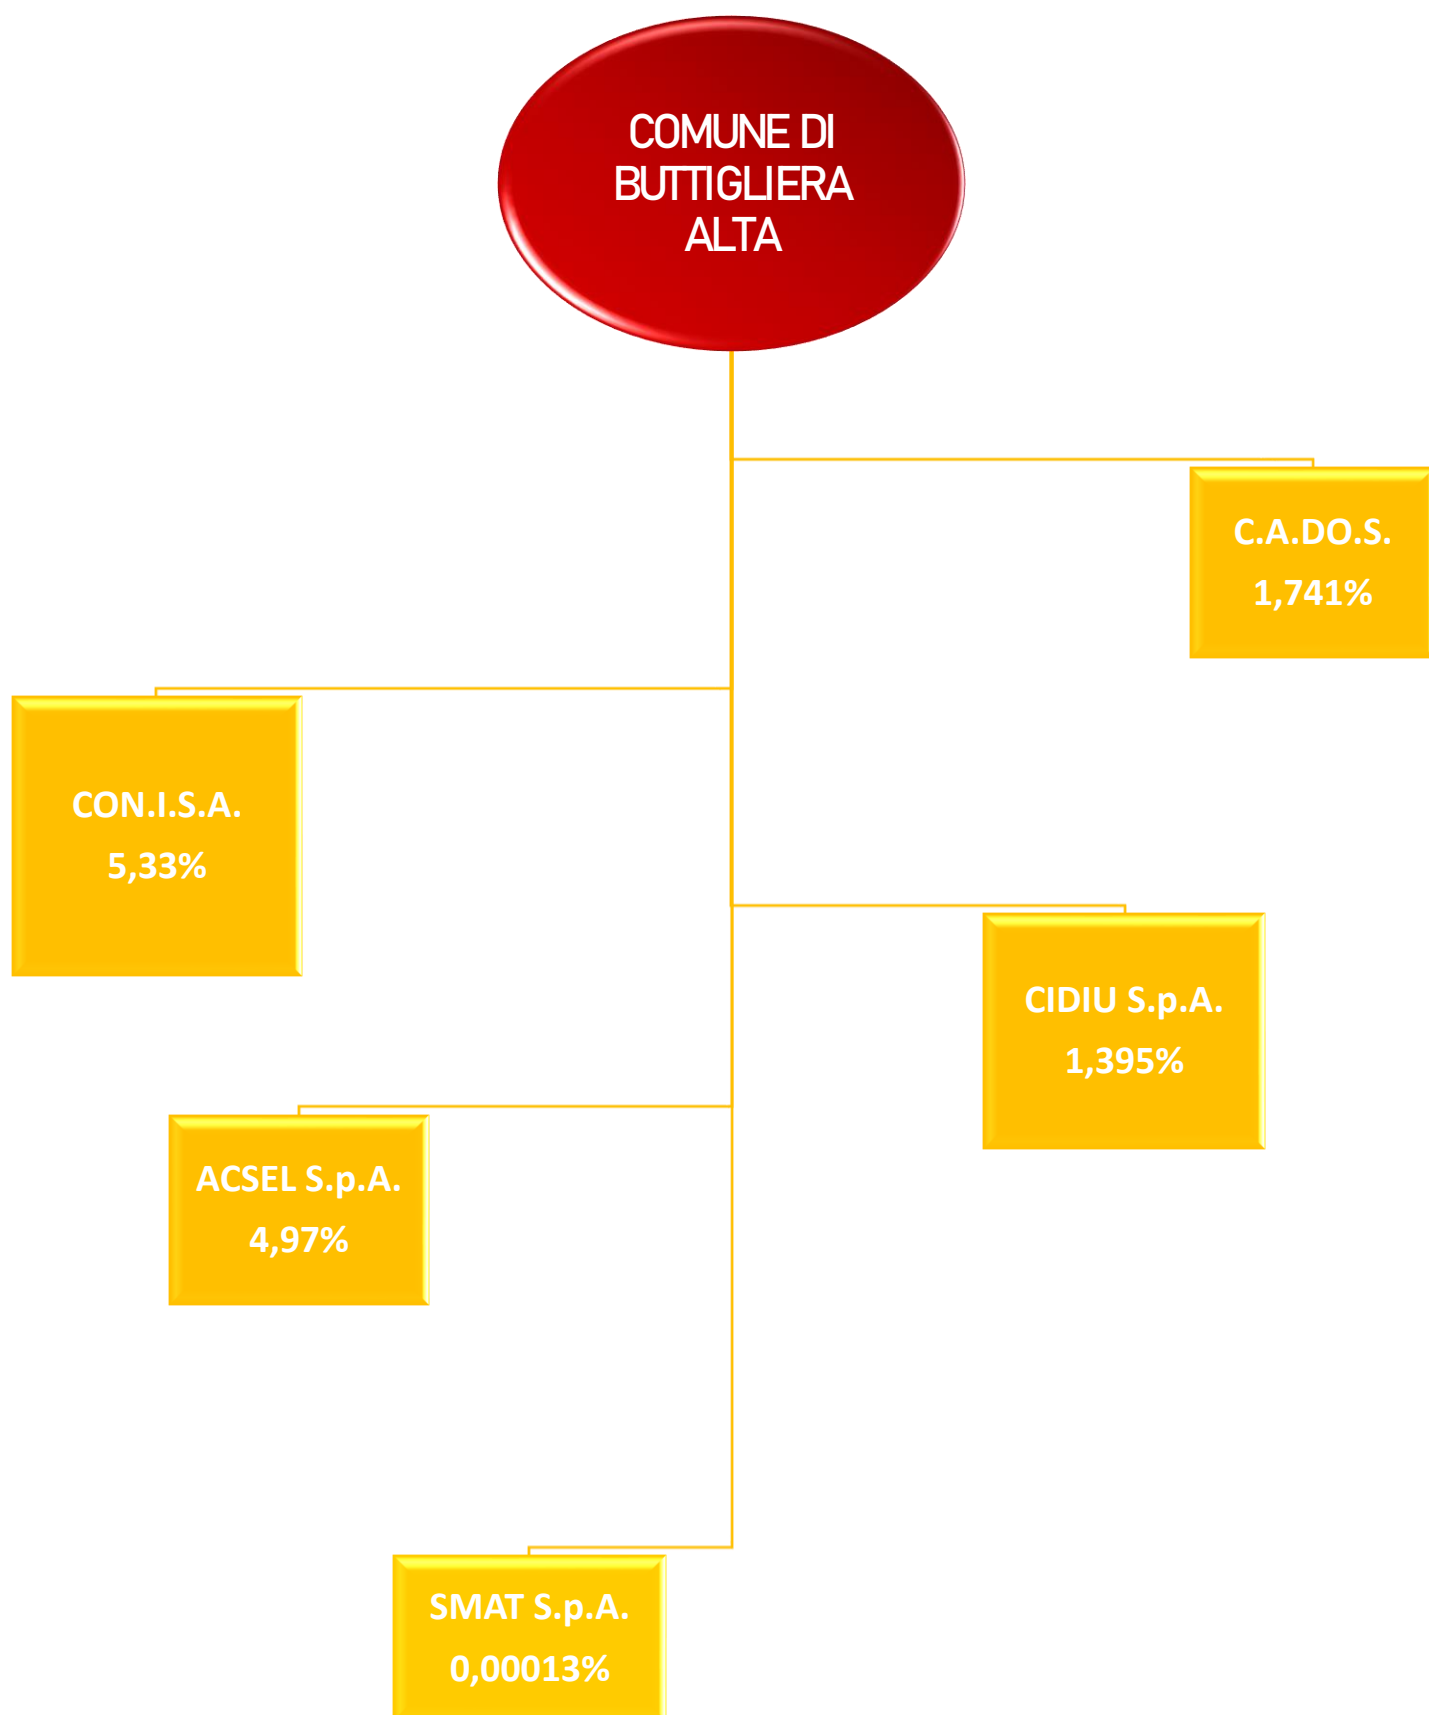 COMUNE DI
BUTTIGLIERA
ALTA
C.A.DO.S.
1,741%
CON.I.S.A.
5,33%
CIDIU S.p.A.
1,395%
ACSEL S.p.A.
4,97%
SMAT S.p.A.
0,00013%